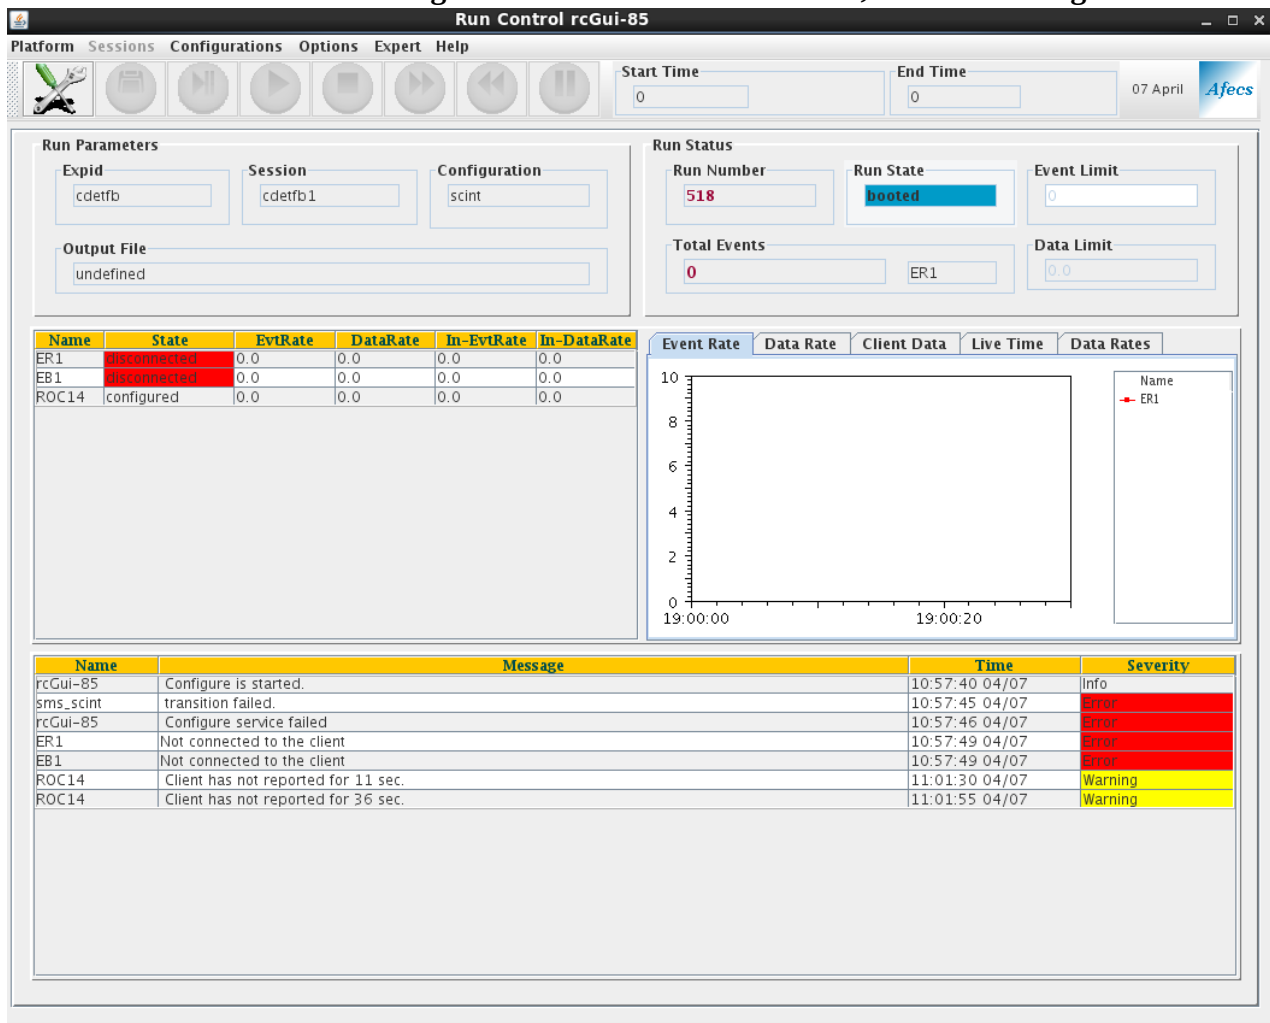 Run Control rcGui-85
Platform Sessions Configurations Options Expert Help
Start Time
0
End Time
0
07 April
Afecs
Run Parameters
Expid
cdetfb
Session
cdetfb1
Configuration
scint
Output File
undefined
Run Status
Run Number
518
Run State
booted
Event Limit
0
Total Events
0
ER1
Data Limit
0.0
Name State EvtRate DataRate In-EvtRate In-DataRate
ER1 disconnected 0.0 0.0 0.0 0.0
EB1 disconnected 0.0 0.0 0.0 0.0
ROC14 configured 0.0 0.0 0.0 0.0
Event Rate Data Rate Client Data Live Time Data Rates
10
8
6
4
2
0
19:00:00 19:00:20
Name
ER1
Name Message Time Severity
rcGui-85 Configure is started. 10:57:40 04/07 Info
sms_scint transition failed. 10:57:45 04/07 Error
rcGui-85 Configure service failed 10:57:46 04/07 Error
ER1 Not connected to the client 10:57:49 04/07 Error
EB1 Not connected to the client 10:57:49 04/07 Error
ROC14 Client has not reported for 11 sec. 11:01:30 04/07 Warning
ROC14 Client has not reported for 36 sec. 11:01:55 04/07 Warning